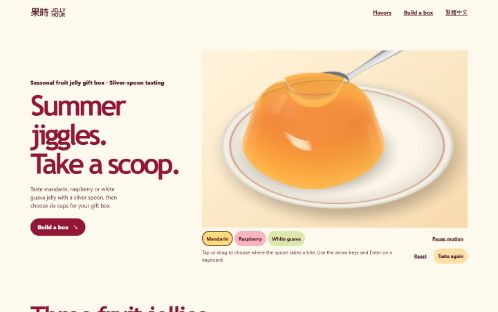 果時 JELLY
HOUR
Flavors
Build a box
繁體中文
Seasonal fruit jelly gift box · Silver-spoon tasting
Summer
jiggles.
Take a scoop.
Taste mandarin, raspberry or white
guava jelly with a silver spoon, then
choose six cups for your gift box.
Build a box ↘
Mandarin
Raspberry
White guava
Pause motion
Tap or drag to choose where the spoon takes a bite. Use the arrow keys and Enter on a
keyboard.
Reset
Taste again
Three fruit jellies